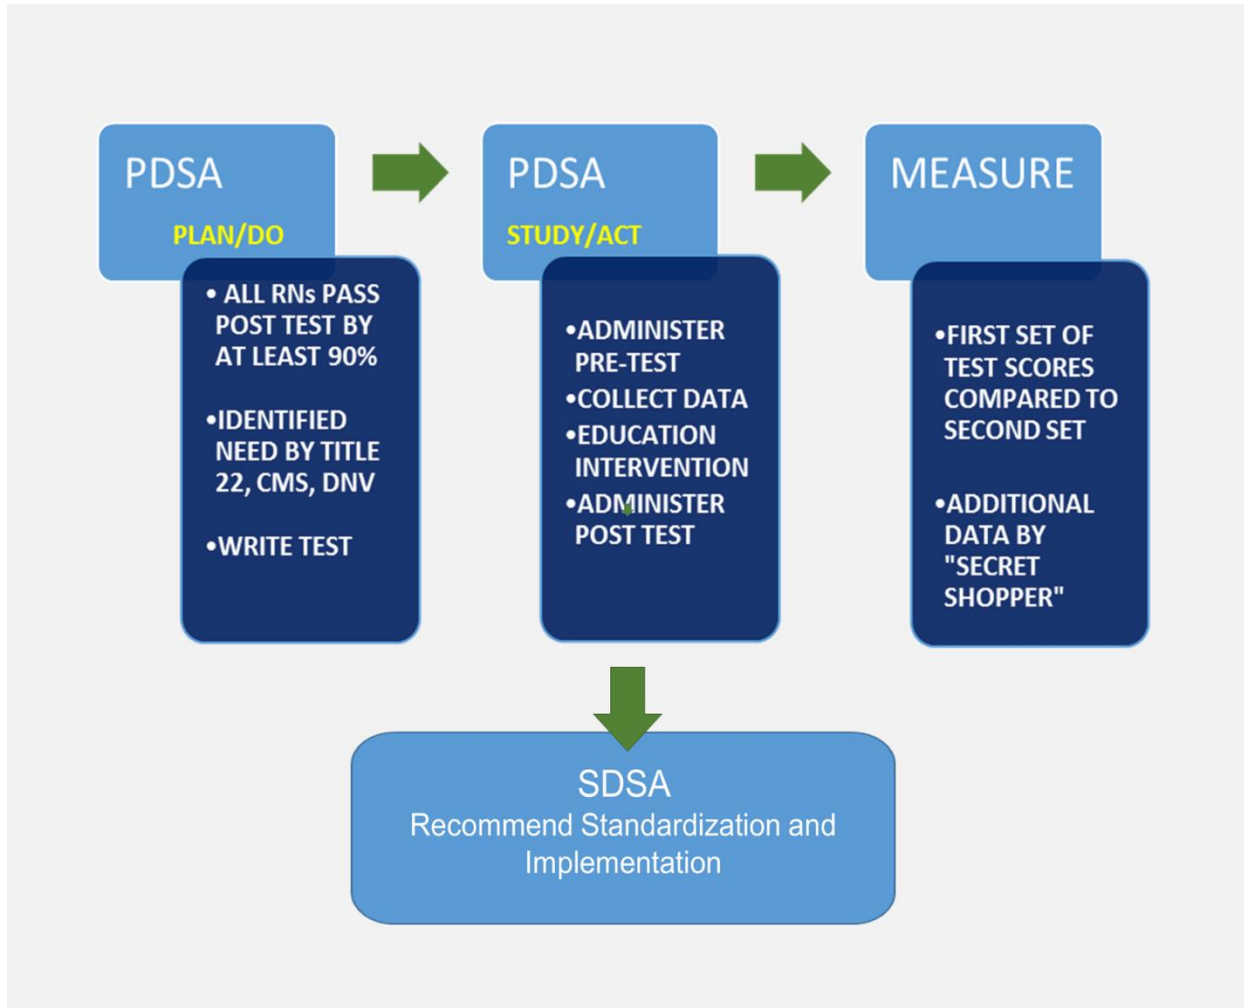 PDSA
PLAN/DO
• ALL RNs PASS
POST TEST BY
AT LEAST 90%
•IDENTIFIED
NEED BY TITLE
22, CMS, DNV
•WRITE TEST
PDSA
STUDY/ACT
•ADMINISTER
PRE-TEST
•COLLECT DATA
•EDUCATION
INTERVENTION
•ADMINISTER
POST TEST
MEASURE
•FIRST SET OF
TEST SCORES
COMPARED TO
SECOND SET
•ADDITIONAL
DATA BY
"SECRET
SHOPPER"
SDSA
Recommend Standardization and
Implementation